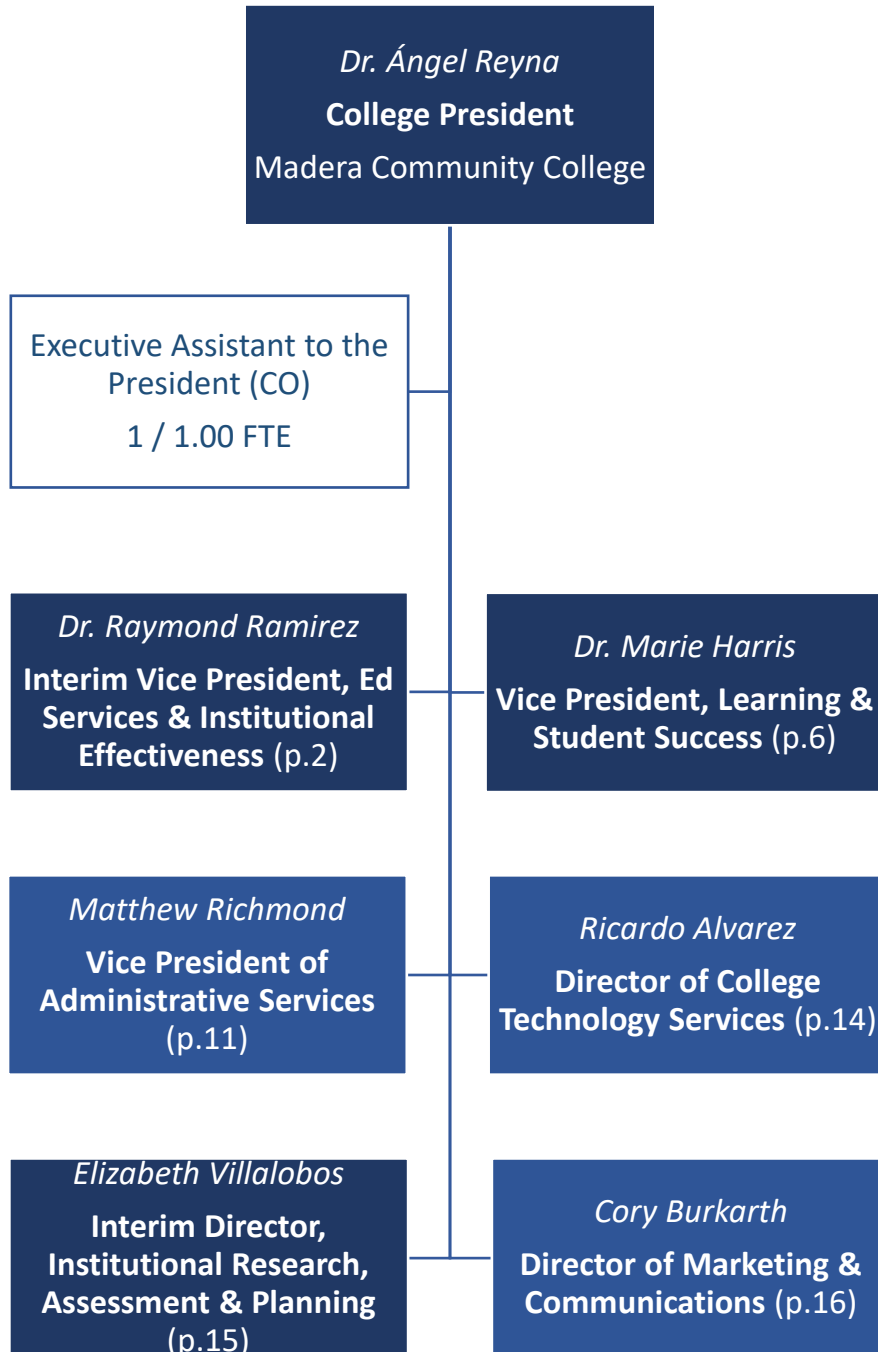 Dr. Ángel Reyna
College President
Madera Community College
Executive Assistant to the
President (CO)
1 / 1.00 FTE
Dr. Raymond Ramirez
Interim Vice President, Ed
Services & Institutional
Effectiveness (p.2)
Dr. Marie Harris
Vice President, Learning &
Student Success (p.6)
Matthew Richmond
Vice President of
Administrative Services
(p.11)
Ricardo Alvarez
Director of College
Technology Services (p.14)
Elizabeth Villalobos
Interim Director,
Institutional Research,
Assessment & Planning
(p.15)
Cory Burkarth
Director of Marketing &
Communications (p.16)